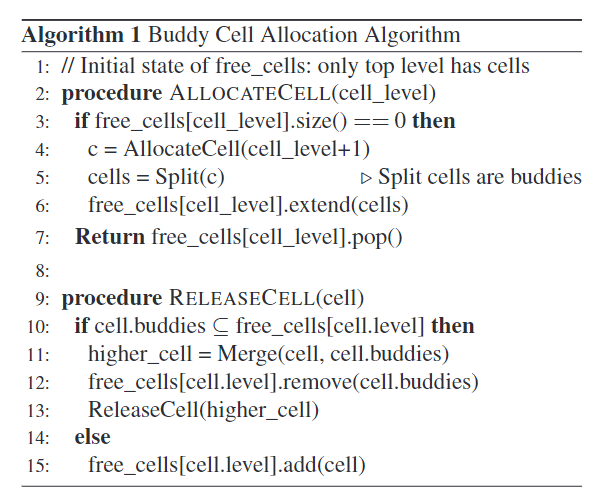 Algorithm 1 Buddy Cell Allocation Algorithm
1: // Initial state of free_cells: only top level has cells
2: procedure ALLOCATECELL(cell_level)
3: if free_cells[cell_level].size() == 0 then
4: c = AllocateCell(cell_level+1)
5: cells = Split(c) ▷ Split cells are buddies
6: free_cells[cell_level].extend(cells)
7: Return free_cells[cell_level].pop()
8:
9: procedure RELEASECELL(cell)
10: if cell.buddies ⊆ free_cells[cell.level] then
11: higher_cell = Merge(cell, cell.buddies)
12: free_cells[cell.level].remove(cell.buddies)
13: ReleaseCell(higher_cell)
14: else
15: free_cells[cell.level].add(cell)